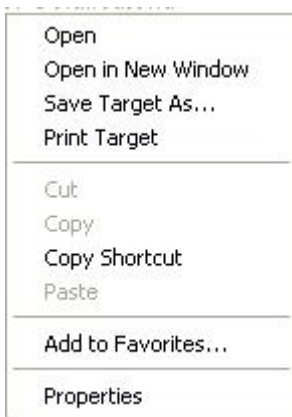 Open
Open in New Window
Save Target As...
Print Target
Cut
Copy
Copy Shortcut
Paste
Add to Favorites...
Properties